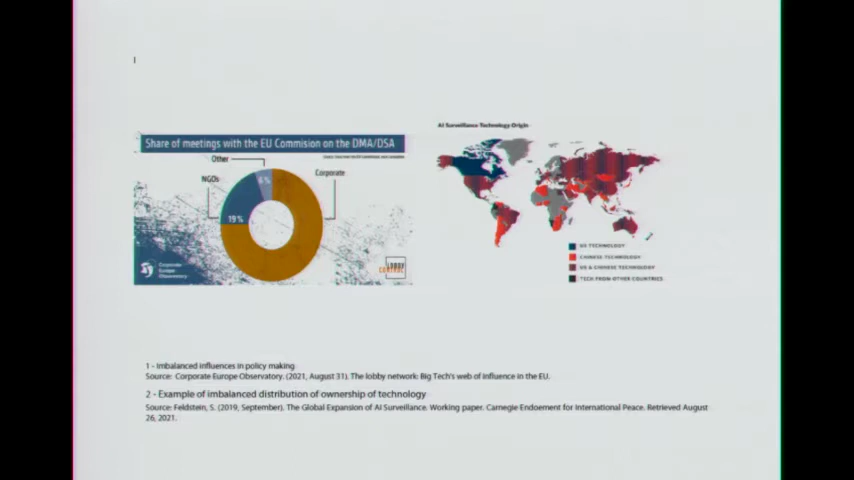 Share of meetings with the EU Commision on the DMA/DSA
Other
6%
NGOs
19%
Corporate
Corporate
Europe
Observatory
LOBBY
CONTROL
AI Surveillance Technology Origin
US TECHNOLOGY
CHINESE TECHNOLOGY
US & CHINESE TECHNOLOGY
TECH FROM OTHER COUNTRIES
1 - Imbalanced influences in policy making
Source: Corporate Europe Observatory. (2021, August 31). The lobby network: Big Tech's web of influence in the EU.
2 - Example of imbalanced distribution of ownership of technology
Source: Feldstein, S. (2019, September). The Global Expansion of AI Surveillance. Working paper. Carnegie Endoement for International Peace. Retrieved August
26, 2021.